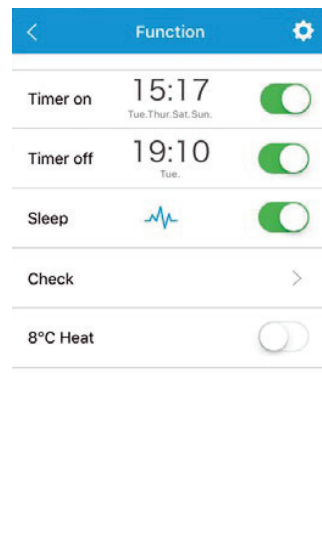 Function
Timer on
15:17
Tue.Thur.Sat.Sun.
Timer off
19:10
Tue.
Sleep
Check
8°C Heat